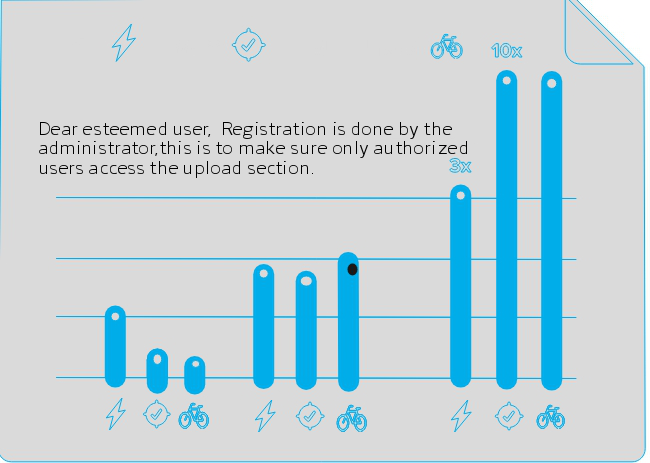 10x
Dear esteemed user, Registration is done by the
administrator,this is to make sure only authorized
3x
users access the upload section.